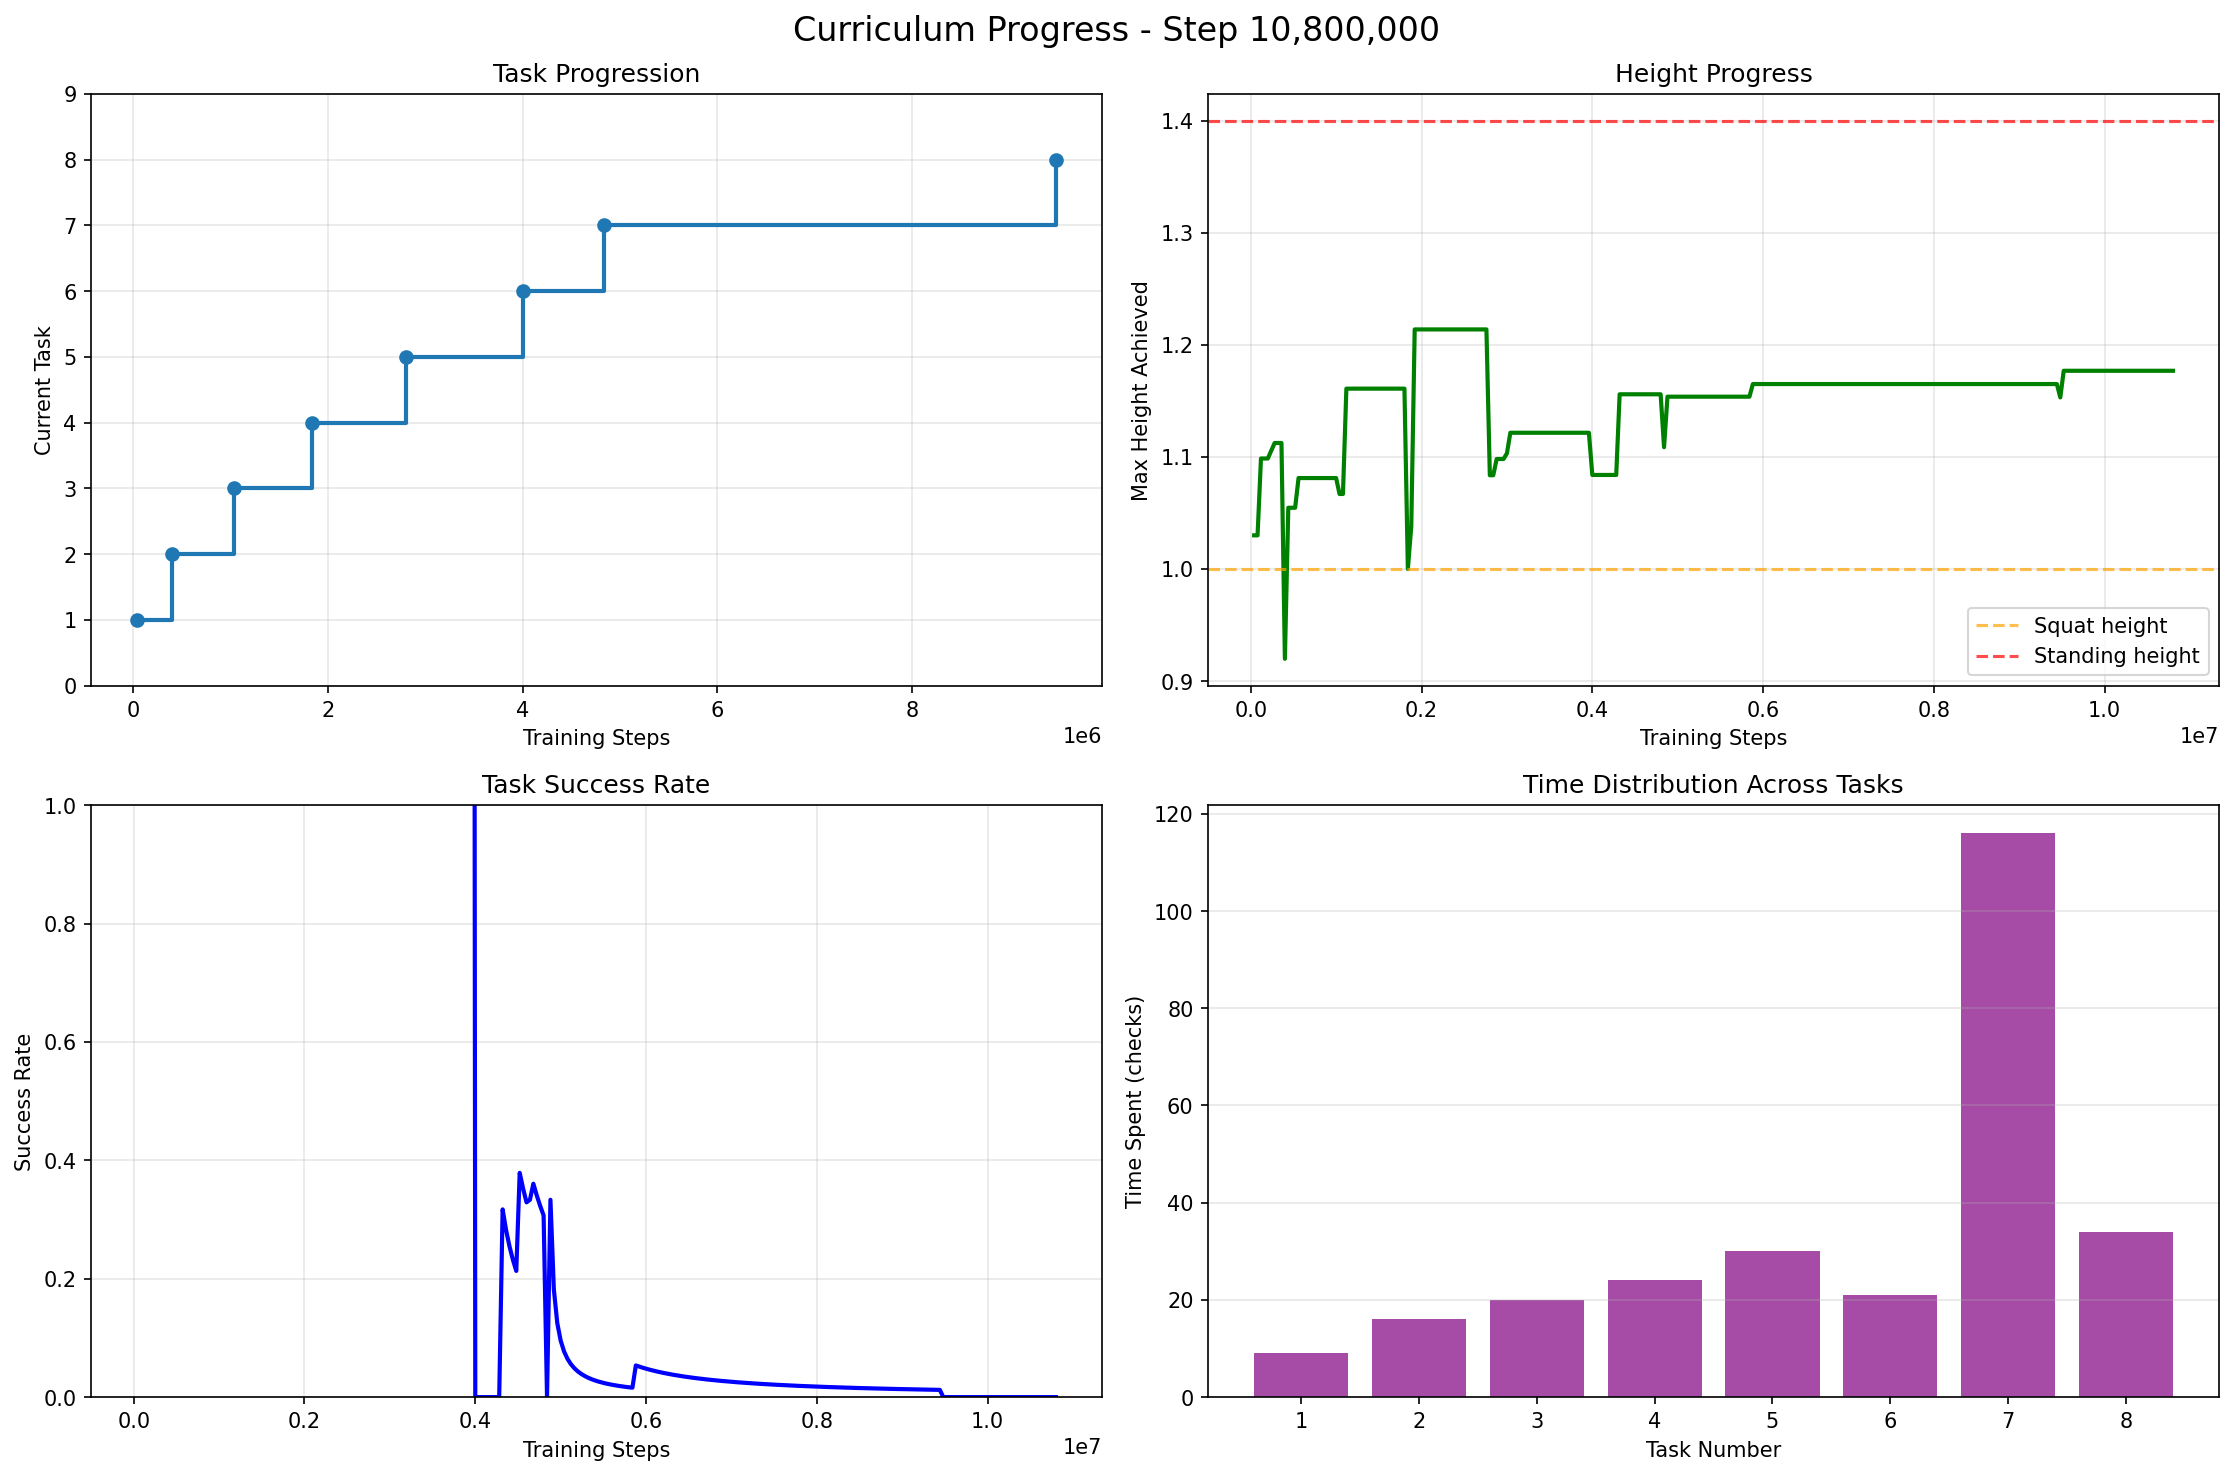 Curriculum Progress - Step 10,800,000
Task Progression
Current Task
9
8
7
6
5
4
3
2
1
0
0 2 4 6 8
1e6
Training Steps
Height Progress
Max Height Achieved
1.4
1.3
1.2
1.1
1.0
0.9
Squat height
Standing height
0.0 0.2 0.4 0.6 0.8 1.0
1e7
Training Steps
Task Success Rate
Success Rate
1.0
0.8
0.6
0.4
0.2
0.0
0.0 0.2 0.4 0.6 0.8 1.0
1e7
Training Steps
Time Distribution Across Tasks
Time Spent (checks)
120
100
80
60
40
20
0
1 2 3 4 5 6 7 8
Task Number